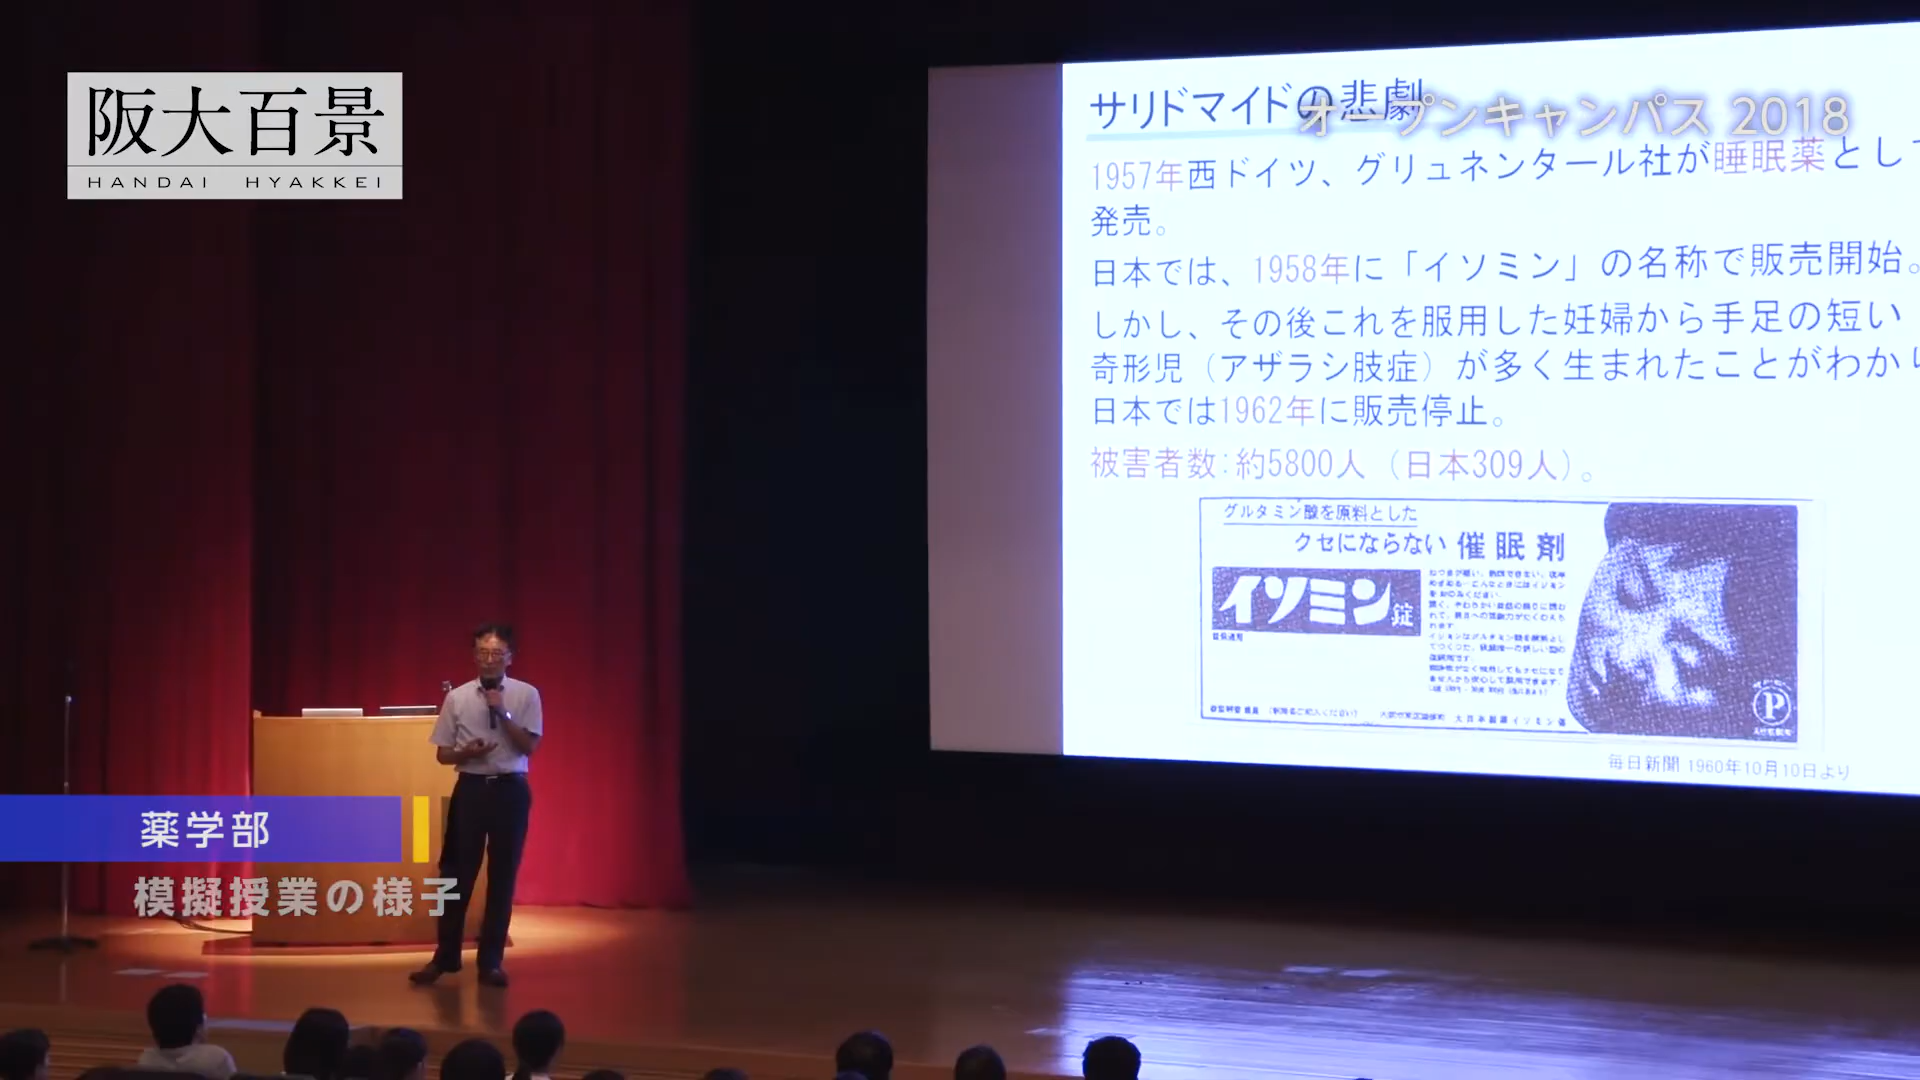 阪大百景
HANDAI HYAKKEI
オープンキャンパス 2018
サリドマイドの悲劇
1957年西ドイツ、グリュネンタール社が睡眠薬として
発売。
日本では、1958年に「イソミン」の名称で販売開始。
しかし、その後これを服用した妊婦から手足の短い
奇形児（アザラシ肢症）が多く生まれたことがわかり
日本では1962年に販売停止。
被害者数：約5800人（日本309人）。
グルタミン酸を原料とした
クセにならない 催眠剤
イソミン錠
毎日新聞 1960年10月10日より
薬学部
模擬授業の様子